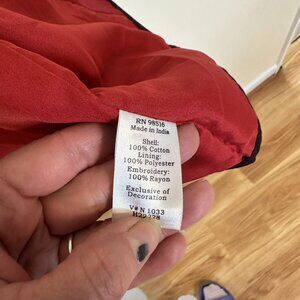 RN 98516
Made in India
Shell:
100% Cotton
Lining:
100% Polyester
Embroidery:
100% Rayon
Exclusive of
Decoration
V# N 1033